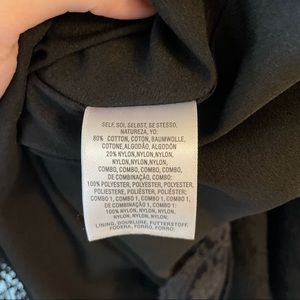 SELF, SOI, SELBST, SE STESSO,
NATUREZA, YO:
80% COTTON, COTON, BAUMWOLLE,
COTONE, ALGODÃO, ALGODÓN
20% NYLON, NYLON, NYLON,
NYLON, NYLON, NYLON
COMBO, COMBO, COMBO, COMBO,
DE COMBINAÇÃO, COMBO:
100% POLYESTER, POLYESTER, POLYESTER,
POLIESTERE, POLIÉSTER, POLIÉSTER;
COMBO 1, COMBO 1, COMBO 1, COMBO 1,
DE COMBINAÇÃO 1, COMBO 1:
100% NYLON, NYLON, NYLON,
NYLON, NYLON, NYLON
LINING, DOUBLURE, FUTTERSTOFF,
FODERA, FORRO, FORRO: